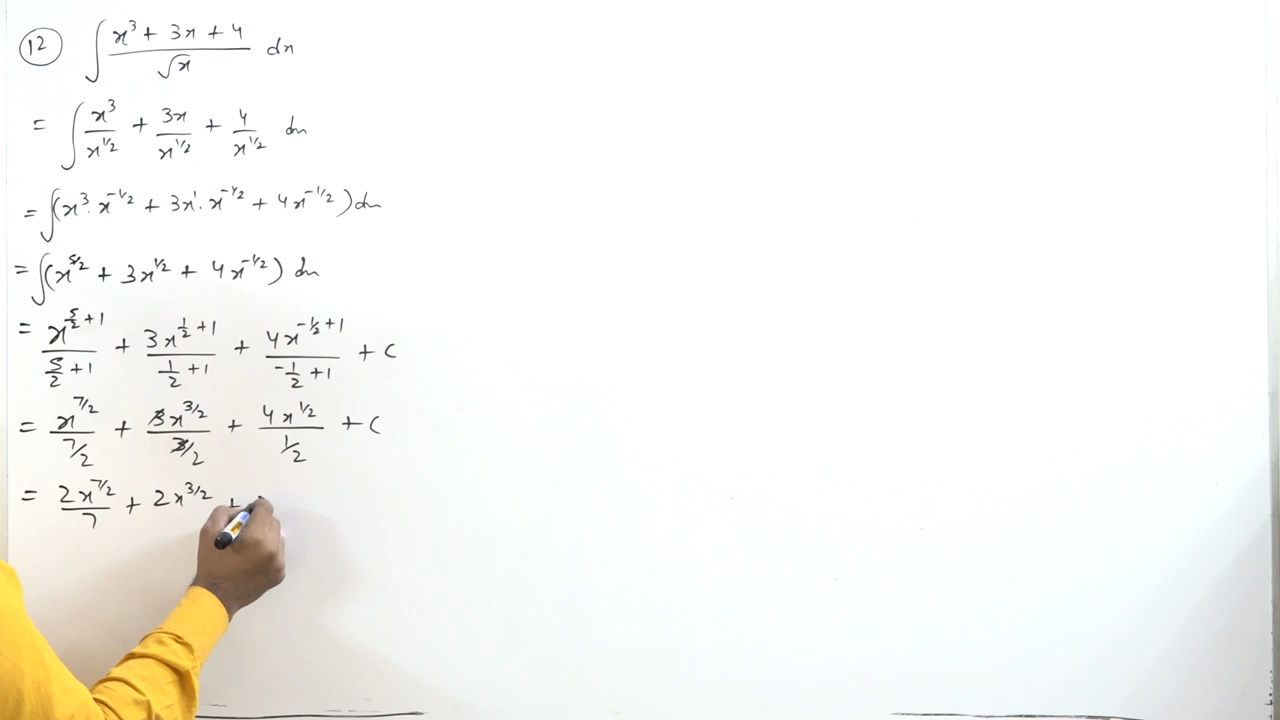 12 ∫ (x³ + 3x + 4)/√x dx
= ∫ x³/x^{1/2} + 3x/x^{1/2} + 4/x^{1/2} dx
= ∫(x³ · x^{-1/2} + 3x¹ · x^{-1/2} + 4x^{-1/2}) dx
= ∫(x^{5/2} + 3x^{1/2} + 4x^{-1/2}) dx
= x^{5/2 + 1}/(5/2 + 1) + 3x^{1/2 + 1}/(1/2 + 1) + 4x^{-1/2 + 1}/(-1/2 + 1) + C
= x^{7/2}/(7/2) + 3x^{3/2}/(3/2) + 4x^{1/2}/(1/2) + C
= 2x^{7/2}/7 + 2x^{3/2} +